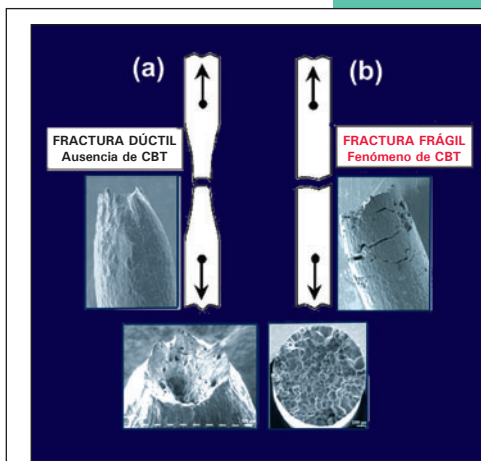 (a)
(b)
FRACTURA DÚCTIL
Ausencia de CBT
FRACTURA FRÁGIL
Fenómeno de CBT